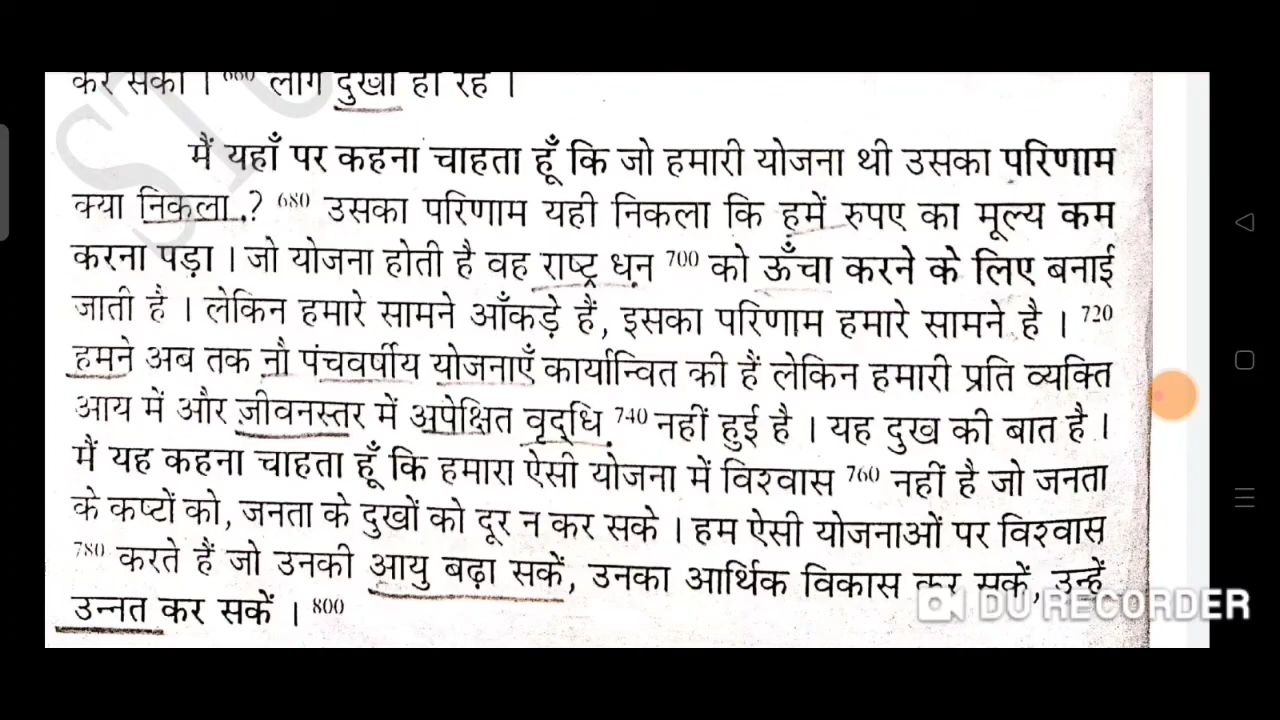 कर सका । 660 लोग दुखी हो रहे ।
मैं यहाँ पर कहना चाहता हूँ कि जो हमारी योजना थी उसका परिणाम
क्या निकला ? 680 उसका परिणाम यही निकला कि हमें रुपए का मूल्य कम
करना पड़ा । जो योजना होती है वह राष्ट्र धन 700 को ऊँचा करने के लिए बनाई
जाती है । लेकिन हमारे सामने आँकड़े हैं, इसका परिणाम हमारे सामने है । 720
हमने अब तक नौ पंचवर्षीय योजनाएँ कार्यान्वित की हैं लेकिन हमारी प्रति व्यक्ति
आय में और जीवनस्तर में अपेक्षित वृद्धि 740 नहीं हुई है । यह दुख की बात है ।
मैं यह कहना चाहता हूँ कि हमारा ऐसी योजना में विश्वास 760 नहीं है जो जनता
के कष्टों को, जनता के दुखों को दूर न कर सके । हम ऐसी योजनाओं पर विश्वास
780 करते हैं जो उनकी आयु बढ़ा सकें, उनका आर्थिक विकास कर सकें, उन्हें
उन्नत कर सकें । 800
DU RECORDER